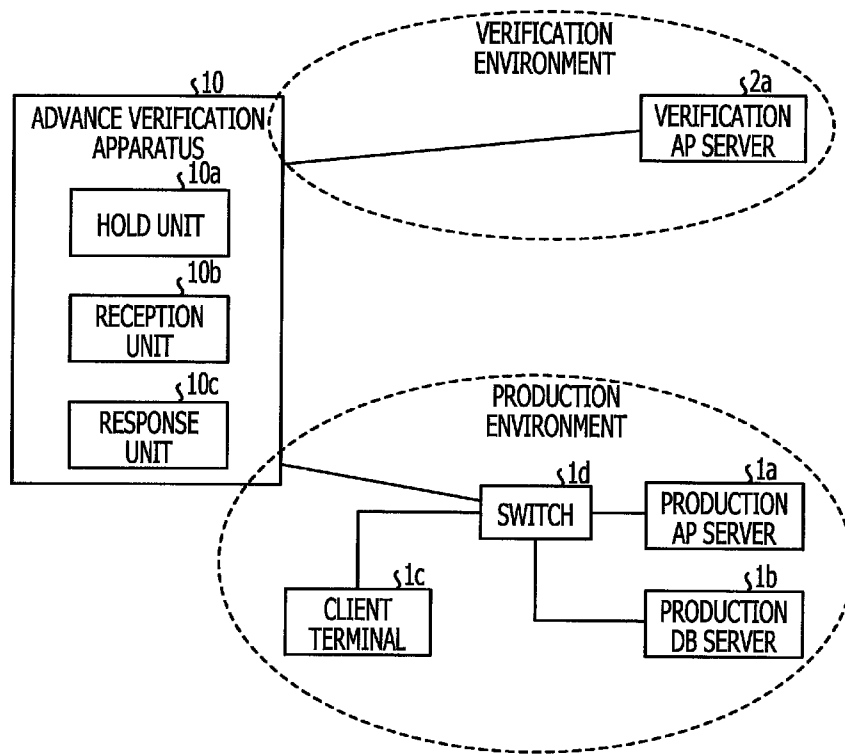 VERIFICATION
ENVIRONMENT
10
ADVANCE VERIFICATION
APPARATUS
2a
VERIFICATION
AP SERVER
10a
HOLD UNIT
10b
RECEPTION
UNIT
10c
RESPONSE
UNIT
PRODUCTION
ENVIRONMENT
1d
SWITCH
1a
PRODUCTION
AP SERVER
1c
CLIENT
TERMINAL
1b
PRODUCTION
DB SERVER